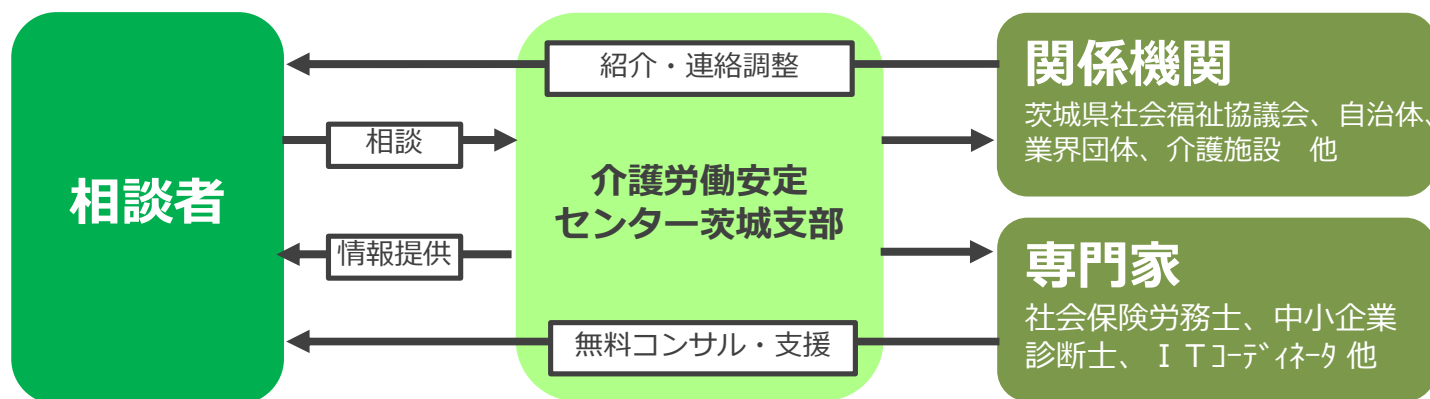 相談者
紹介・連絡調整
相談
情報提供
無料コンサル・支援
介護労働安定
センター茨城支部
関係機関
茨城県社会福祉協議会、自治体、
業界団体、介護施設　他
専門家
社会保険労務士、中小企業
診断士、ＩＴｺｰﾃﾞｨﾈｰﾀ 他